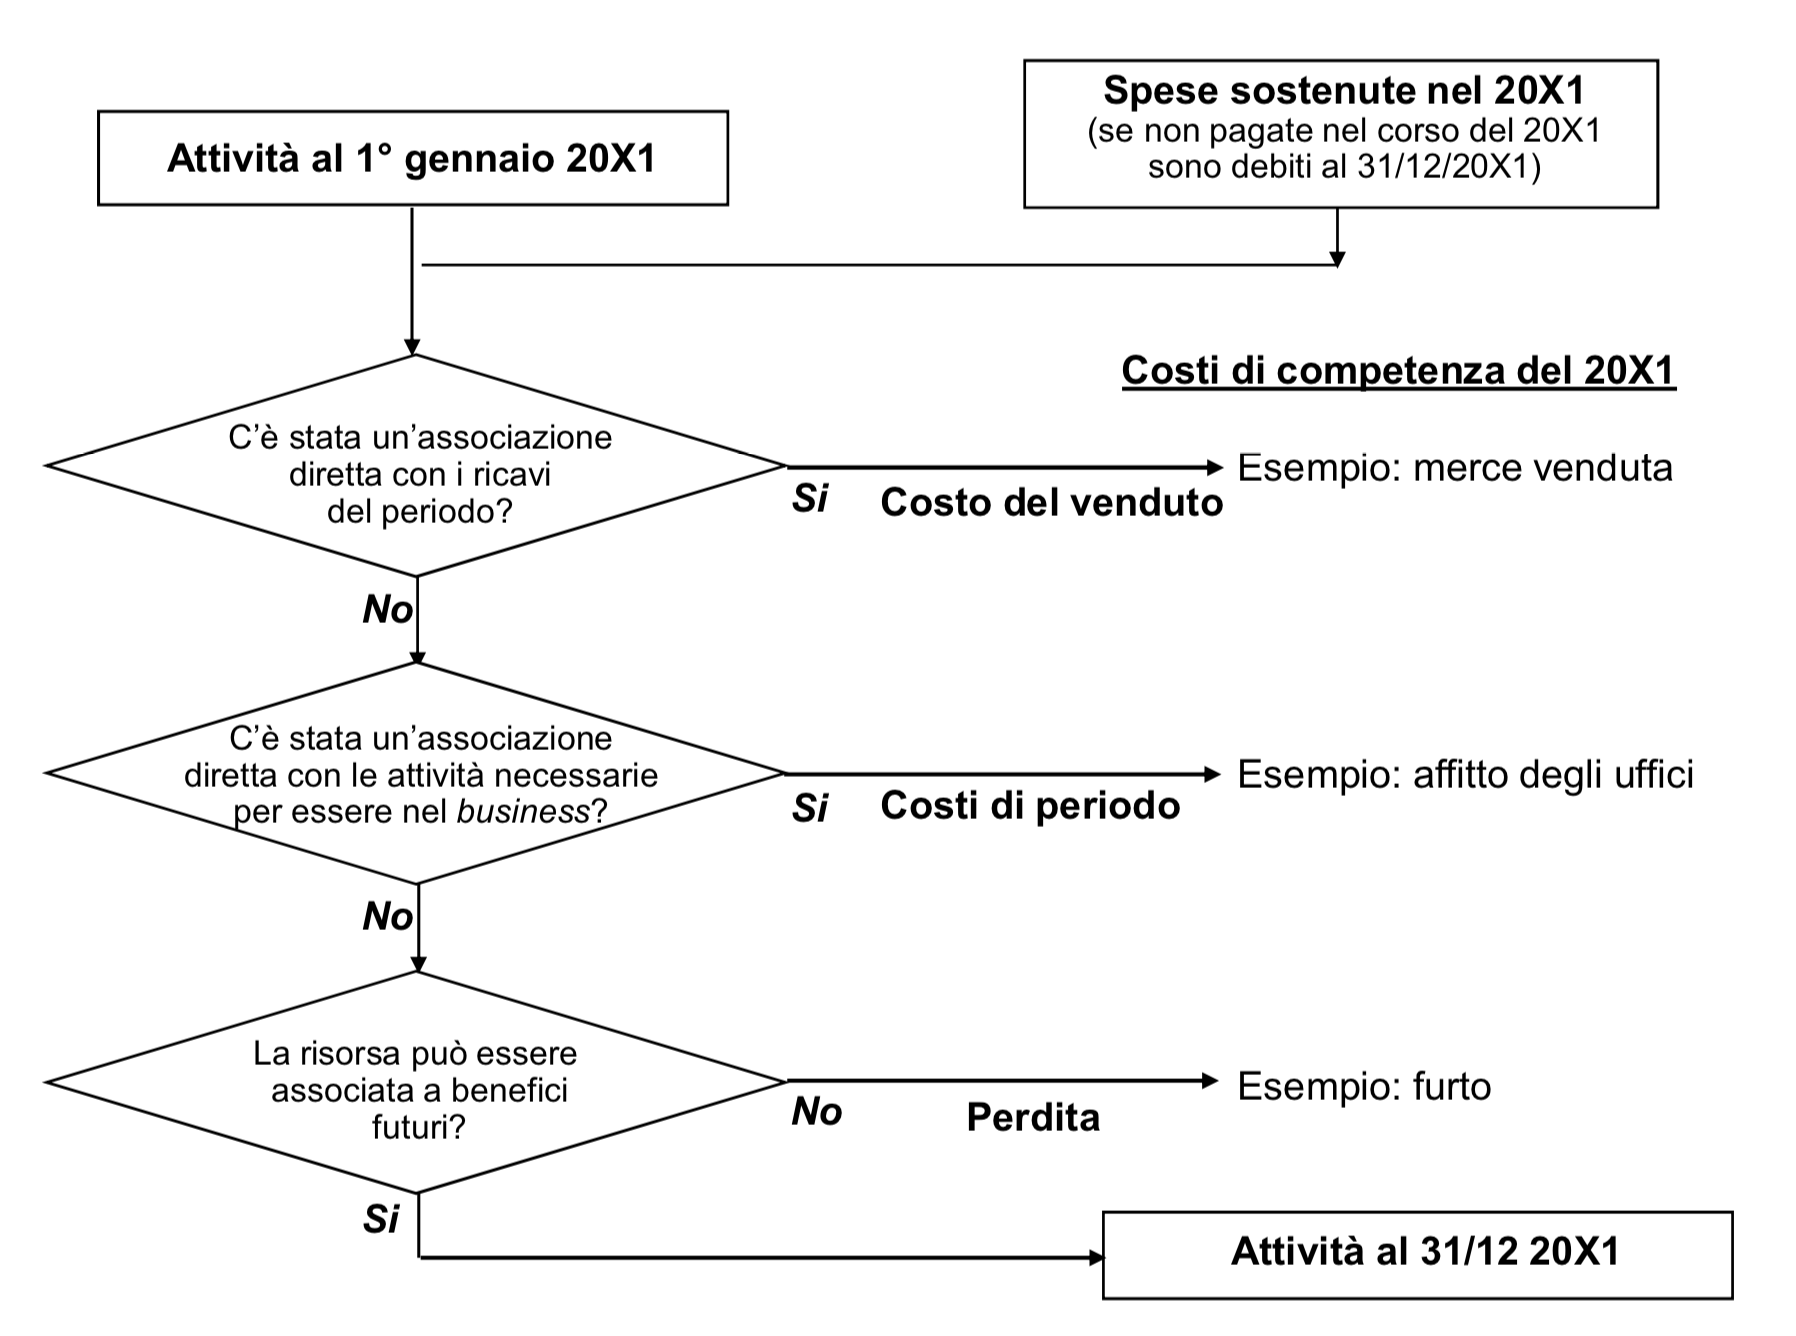 Spese sostenute nel 20X1
(se non pagate nel corso del 20X1
sono debiti al 31/12/20X1)
Attività al 1° gennaio 20X1
Costi di competenza del 20X1
C'è stata un'associazione
diretta con i ricavi
del periodo?
Si
Costo del venduto
Esempio: merce venduta
No
C'è stata un'associazione
diretta con le attività necessarie
per essere nel business?
Si
Costi di periodo
Esempio: affitto degli uffici
No
La risorsa può essere
associata a benefici
futuri?
No
Perdita
Esempio: furto
Si
Attività al 31/12 20X1